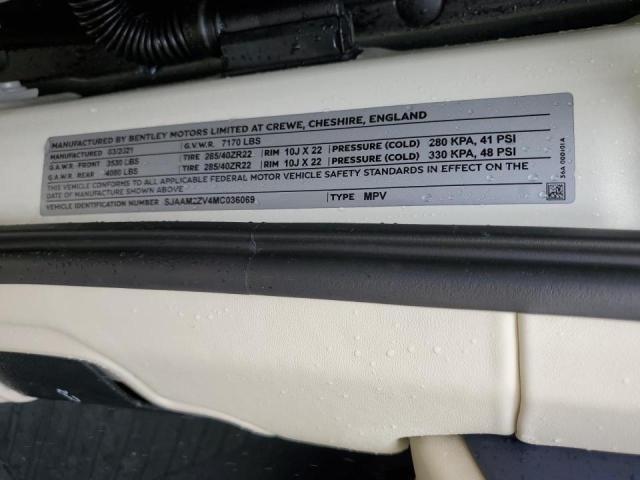 MANUFACTURED BY BENTLEY MOTORS LIMITED AT CREWE, CHESHIRE, ENGLAND
MANUFACTURED 03/2021 G.V.W.R. 7170 LBS
G.A.W.R. FRONT 3530 LBS TIRE 285/40ZR22 RIM 10J X 22 PRESSURE (COLD) 280 KPA, 41 PSI
G.A.W.R. REAR 4080 LBS TIRE 285/40ZR22 RIM 10J X 22 PRESSURE (COLD) 330 KPA, 48 PSI
THIS VEHICLE CONFORMS TO ALL APPLICABLE FEDERAL MOTOR VEHICLE SAFETY STANDARDS IN EFFECT ON THE
DATE OF MANUFACTURE SHOWN ABOVE.
VEHICLE IDENTIFICATION NUMBER SJAAM2ZV4MC036069 TYPE MPV
36A 000401A